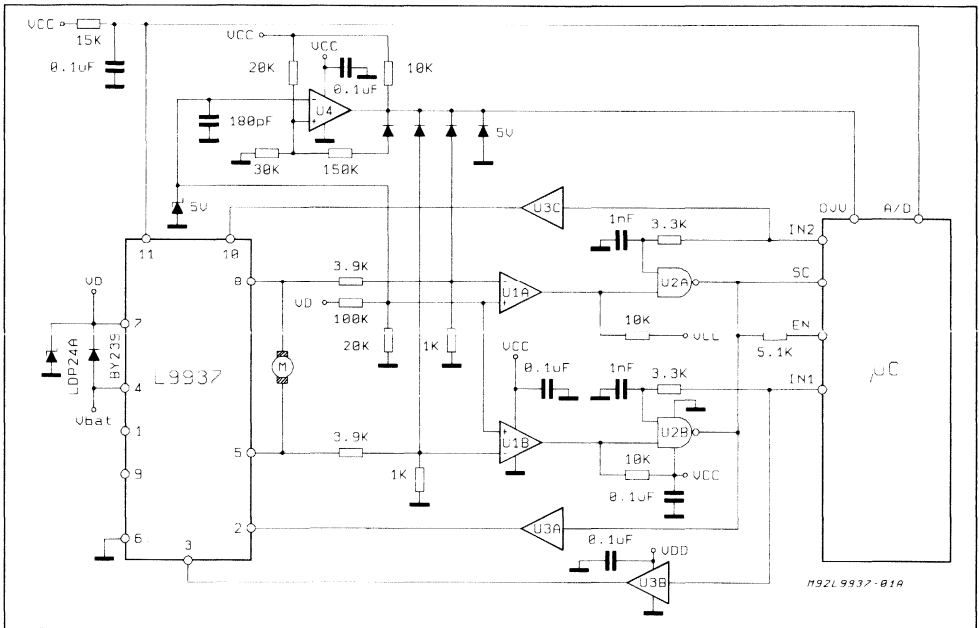 VCC
15K
0.1uF
VCC
20K
VCC
0.1uF
10K
U4
180pF
30K
150K
5V
5V
U3C
1nF
3.3K
OVV
A/D
IN2
11
10
8
3.9K
U1A
U2A
SC
VD
VD
100K
20K
1K
10K
VLL
EN
5.1K
7
LDP24A
BY239
L9937
M
VCC
0.1uF
1nF
3.3K
IN1
µC
4
Vbat
1
9
5
3.9K
1K
U1B
U2B
10K
VCC
0.1uF
2
U3A
6
3
0.1uF
VDD
U3B
M92L9937-01A